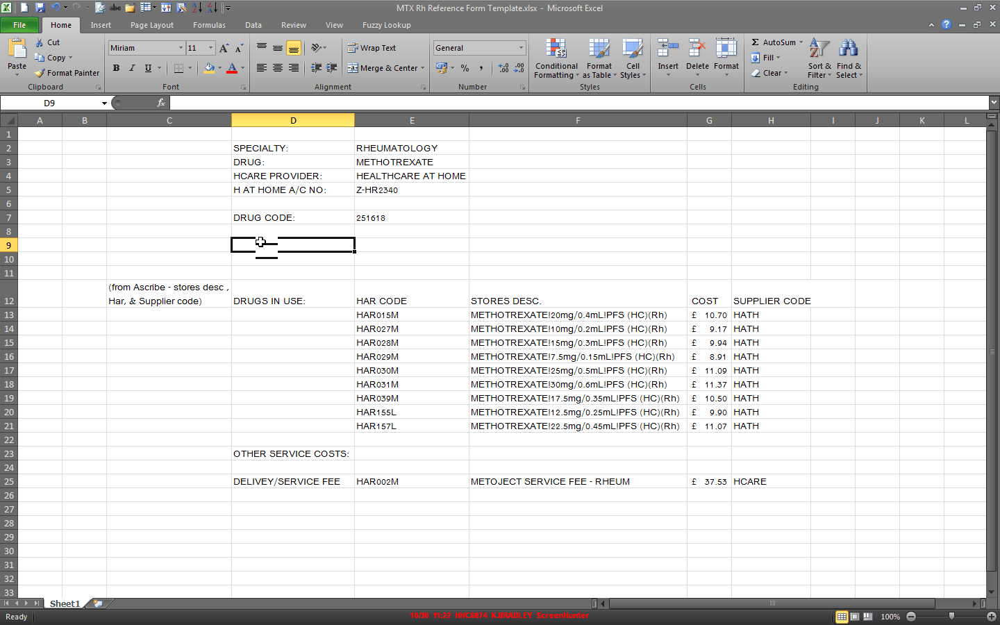 MTX Rh Reference Form Template.xlsx - Microsoft Excel
File Home Insert Page Layout Formulas Data Review View Fuzzy Lookup
Cut
Copy
Format Painter
Paste
Clipboard
Miriam 11
B I U
Font
Wrap Text
Merge & Center
Alignment
General
Number
Conditional Formatting
Format as Table
Cell Styles
Styles
Insert Delete Format
Cells
AutoSum
Fill
Clear
Sort & Filter
Find & Select
Editing
D9 fx
A B C D E F G H I J K L
1
2 SPECIALTY: RHEUMATOLOGY
3 DRUG: METHOTREXATE
4 HCARE PROVIDER: HEALTHCARE AT HOME
5 H AT HOME A/C NO: Z-HR2340
6
7 DRUG CODE: 251618
8
9
10
11
(from Ascribe - stores desc ,
12 Har, & Supplier code) DRUGS IN USE: HAR CODE STORES DESC. COST SUPPLIER CODE
13 HAR015M METHOTREXATE!20mg/0.4mL!PFS (HC)(Rh) £ 10.70 HATH
14 HAR027M METHOTREXATE!10mg/0.2mL!PFS (HC)(Rh) £ 9.17 HATH
15 HAR028M METHOTREXATE!15mg/0.3mL!PFS (HC)(Rh) £ 9.94 HATH
16 HAR029M METHOTREXATE!7.5mg/0.15mL!PFS (HC)(Rh) £ 8.91 HATH
17 HAR030M METHOTREXATE!25mg/0.5mL!PFS (HC)(Rh) £ 11.09 HATH
18 HAR031M METHOTREXATE!30mg/0.6mL!PFS (HC)(Rh) £ 11.37 HATH
19 HAR039M METHOTREXATE!17.5mg/0.35mL!PFS (HC)(Rh) £ 10.50 HATH
20 HAR155L METHOTREXATE!12.5mg/0.25mL!PFS (HC)(Rh) £ 9.90 HATH
21 HAR157L METHOTREXATE!22.5mg/0.45mL!PFS (HC)(Rh) £ 11.07 HATH
22
23 OTHER SERVICE COSTS:
24
25 DELIVEY/SERVICE FEE HAR002M METOJECT SERVICE FEE - RHEUM £ 37.53 HCARE
26
27
28
29
30
31
32
33
Sheet1
Ready 10/30 11:22 K.BRADLEY ScreenHunter 100%